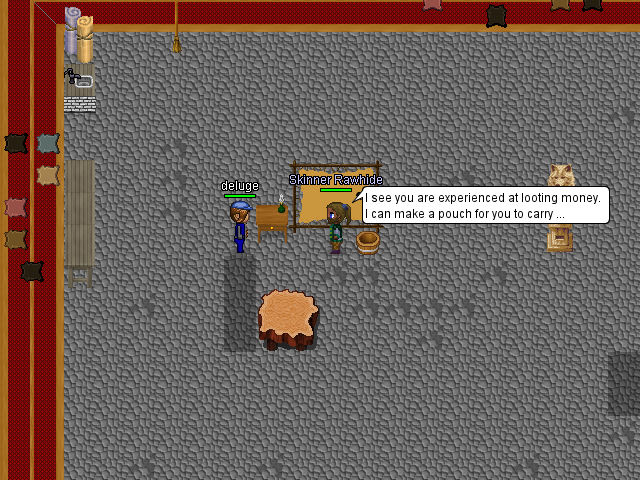 deluge
Skinner Rawhide
I see you are experienced at looting money.
I can make a pouch for you to carry ...